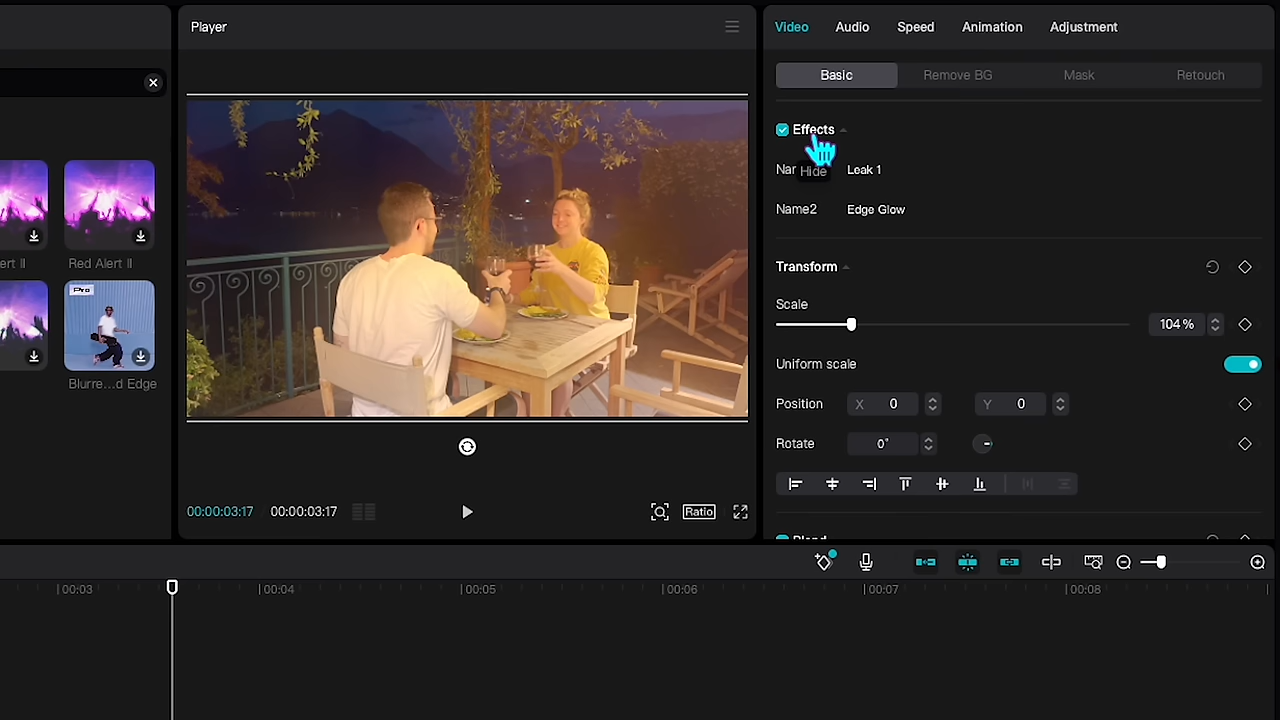 Player
Video Audio Speed Animation Adjustment
Basic Remove BG Mask Retouch
Effects
Nar Leak 1
Hide
Name2 Edge Glow
ert II Red Alert II
Transform
Scale
104%
Pro
Uniform scale
Blurre...d Edge
Position X 0 Y 0
Rotate 0°
00:00:03:17 00:00:03:17 Ratio
Blend
00:03 00:04 00:05 00:06 00:07 00:08